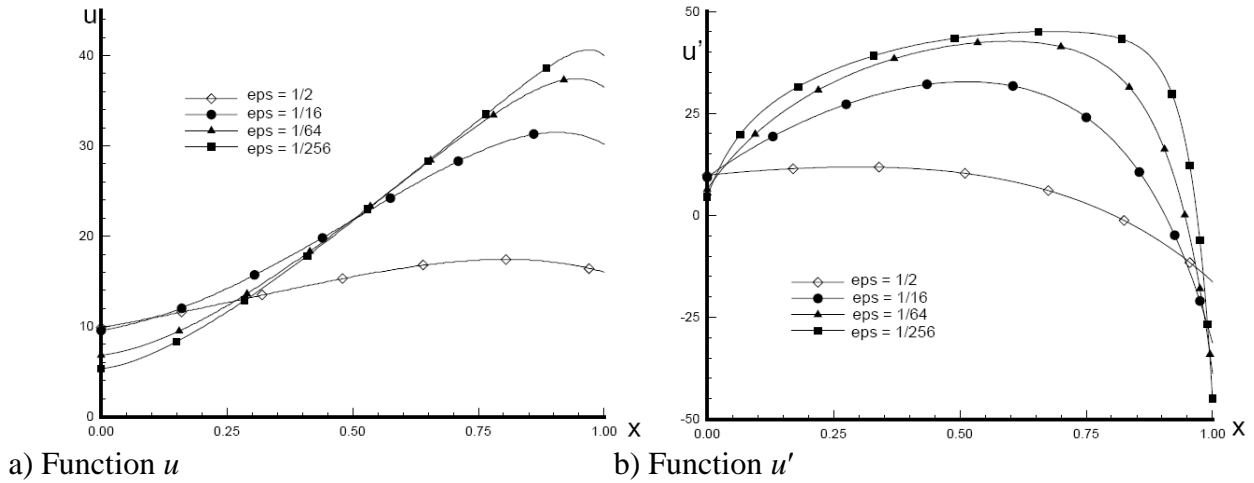 u
40
30
20
10
0
eps = 1/2
eps = 1/16
eps = 1/64
eps = 1/256
0.00
0.25
0.50
0.75
1.00
x
a) Function u
50
u'
25
0
-25
-50
eps = 1/2
eps = 1/16
eps = 1/64
eps = 1/256
0.00
0.25
0.50
0.75
1.00
x
b) Function u′